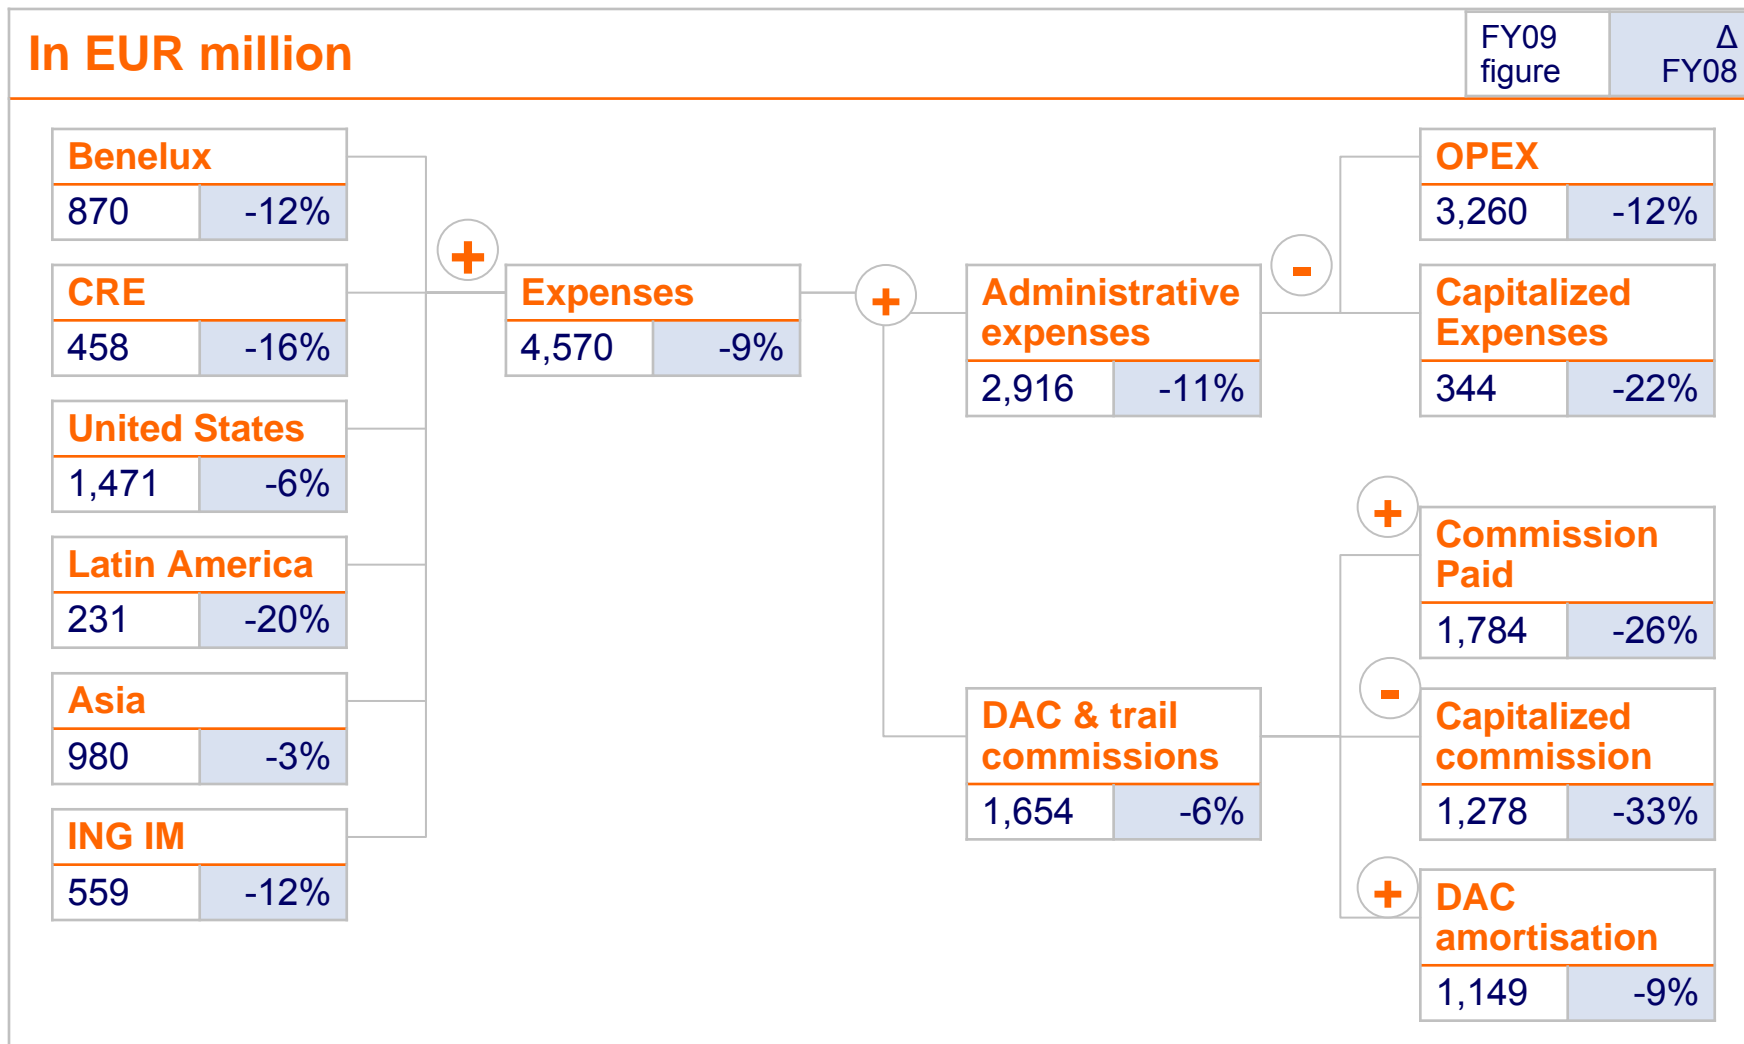 In EUR million
FY09
figure
Δ
FY08
Benelux
870 -12%
CRE
458 -16%
United States
1,471 -6%
Latin America
231 -20%
Asia
980 -3%
ING IM
559 -12%
+
Expenses
4,570 -9%
+
Administrative
expenses
2,916 -11%
-
OPEX
3,260 -12%
Capitalized
Expenses
344 -22%
DAC & trail
commissions
1,654 -6%
+
Commission
Paid
1,784 -26%
-
Capitalized
commission
1,278 -33%
+
DAC
amortisation
1,149 -9%